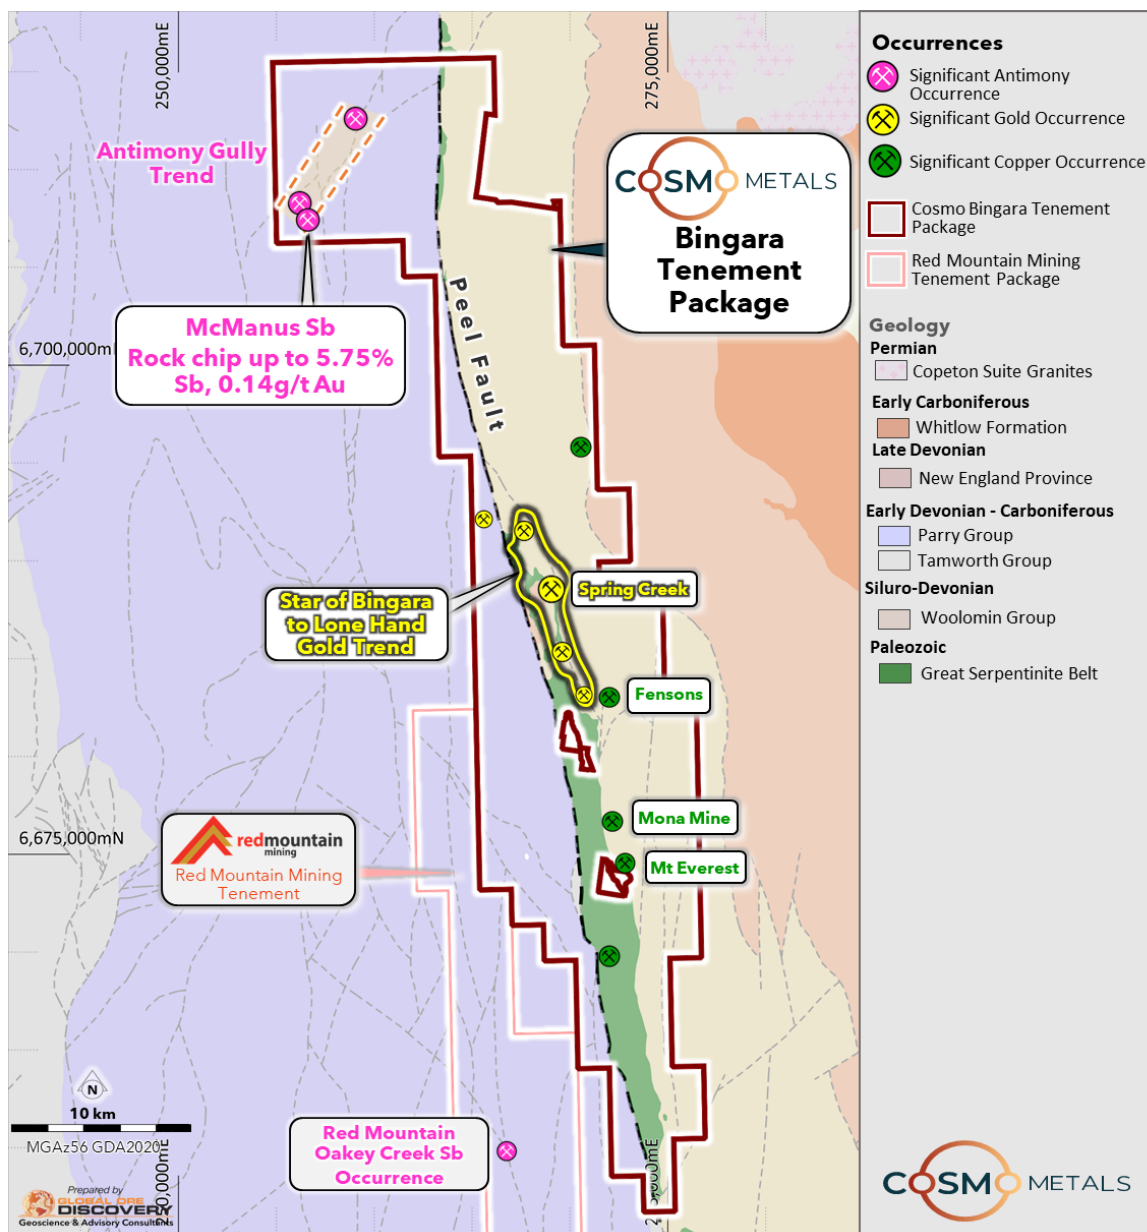 250,000mE
275,000mE
Antimony Gully
Trend
COSMO METALS
Bingara
Tenement
Package
McManus Sb
Rock chip up to 5.75%
Sb, 0.14g/t Au
6,700,000m
Peel Fault
Star of Bingara
to Lone Hand
Gold Trend
Spring Creek
Fensons
Mona Mine
Mt Everest
6,675,000mN
redmountain
mining
Red Mountain Mining
Tenement
Red Mountain
Oakey Creek Sb
Occurrence
N
10 km
MGAz56 GDA2020
Prepared by
GLOBAL ORE
DISCOVERY
Geoscience & Advisory Consultants
250,000mE
000mE
Occurrences
Significant Antimony
Occurrence
Significant Gold Occurrence
Significant Copper Occurrence
Cosmo Bingara Tenement
Package
Red Mountain Mining
Tenement Package
Geology
Permian
Copeton Suite Granites
Early Carboniferous
Whitlow Formation
Late Devonian
New England Province
Early Devonian - Carboniferous
Parry Group
Tamworth Group
Siluro-Devonian
Woolomin Group
Paleozoic
Great Serpentinite Belt
COSMO METALS